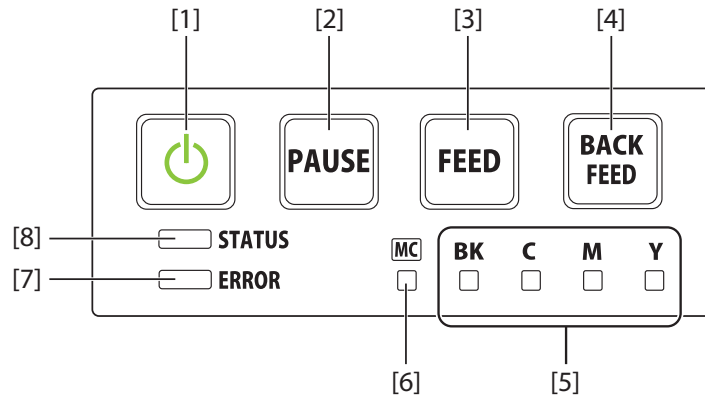 [1] [2] [3] [4]
PAUSE FEED BACK
FEED
[8] STATUS MC BK C M Y
[7] ERROR
[6] [5]